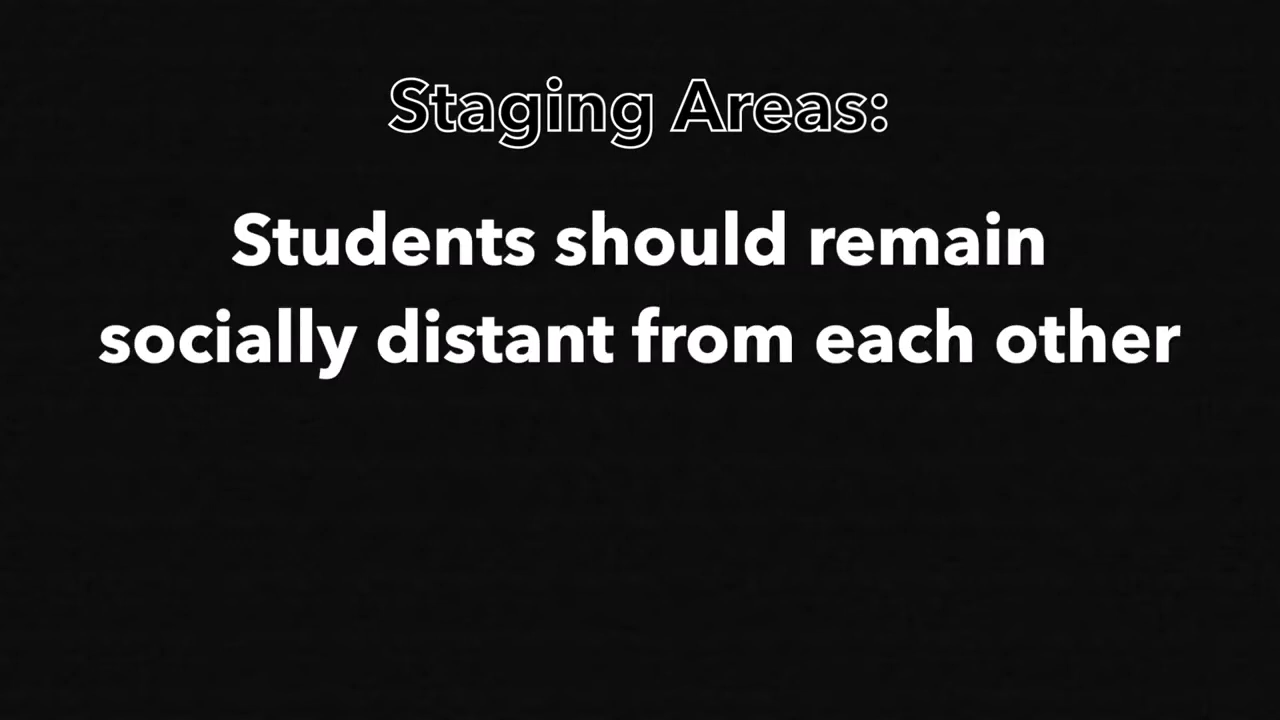 Staging Areas:
Students should remain
socially distant from each other